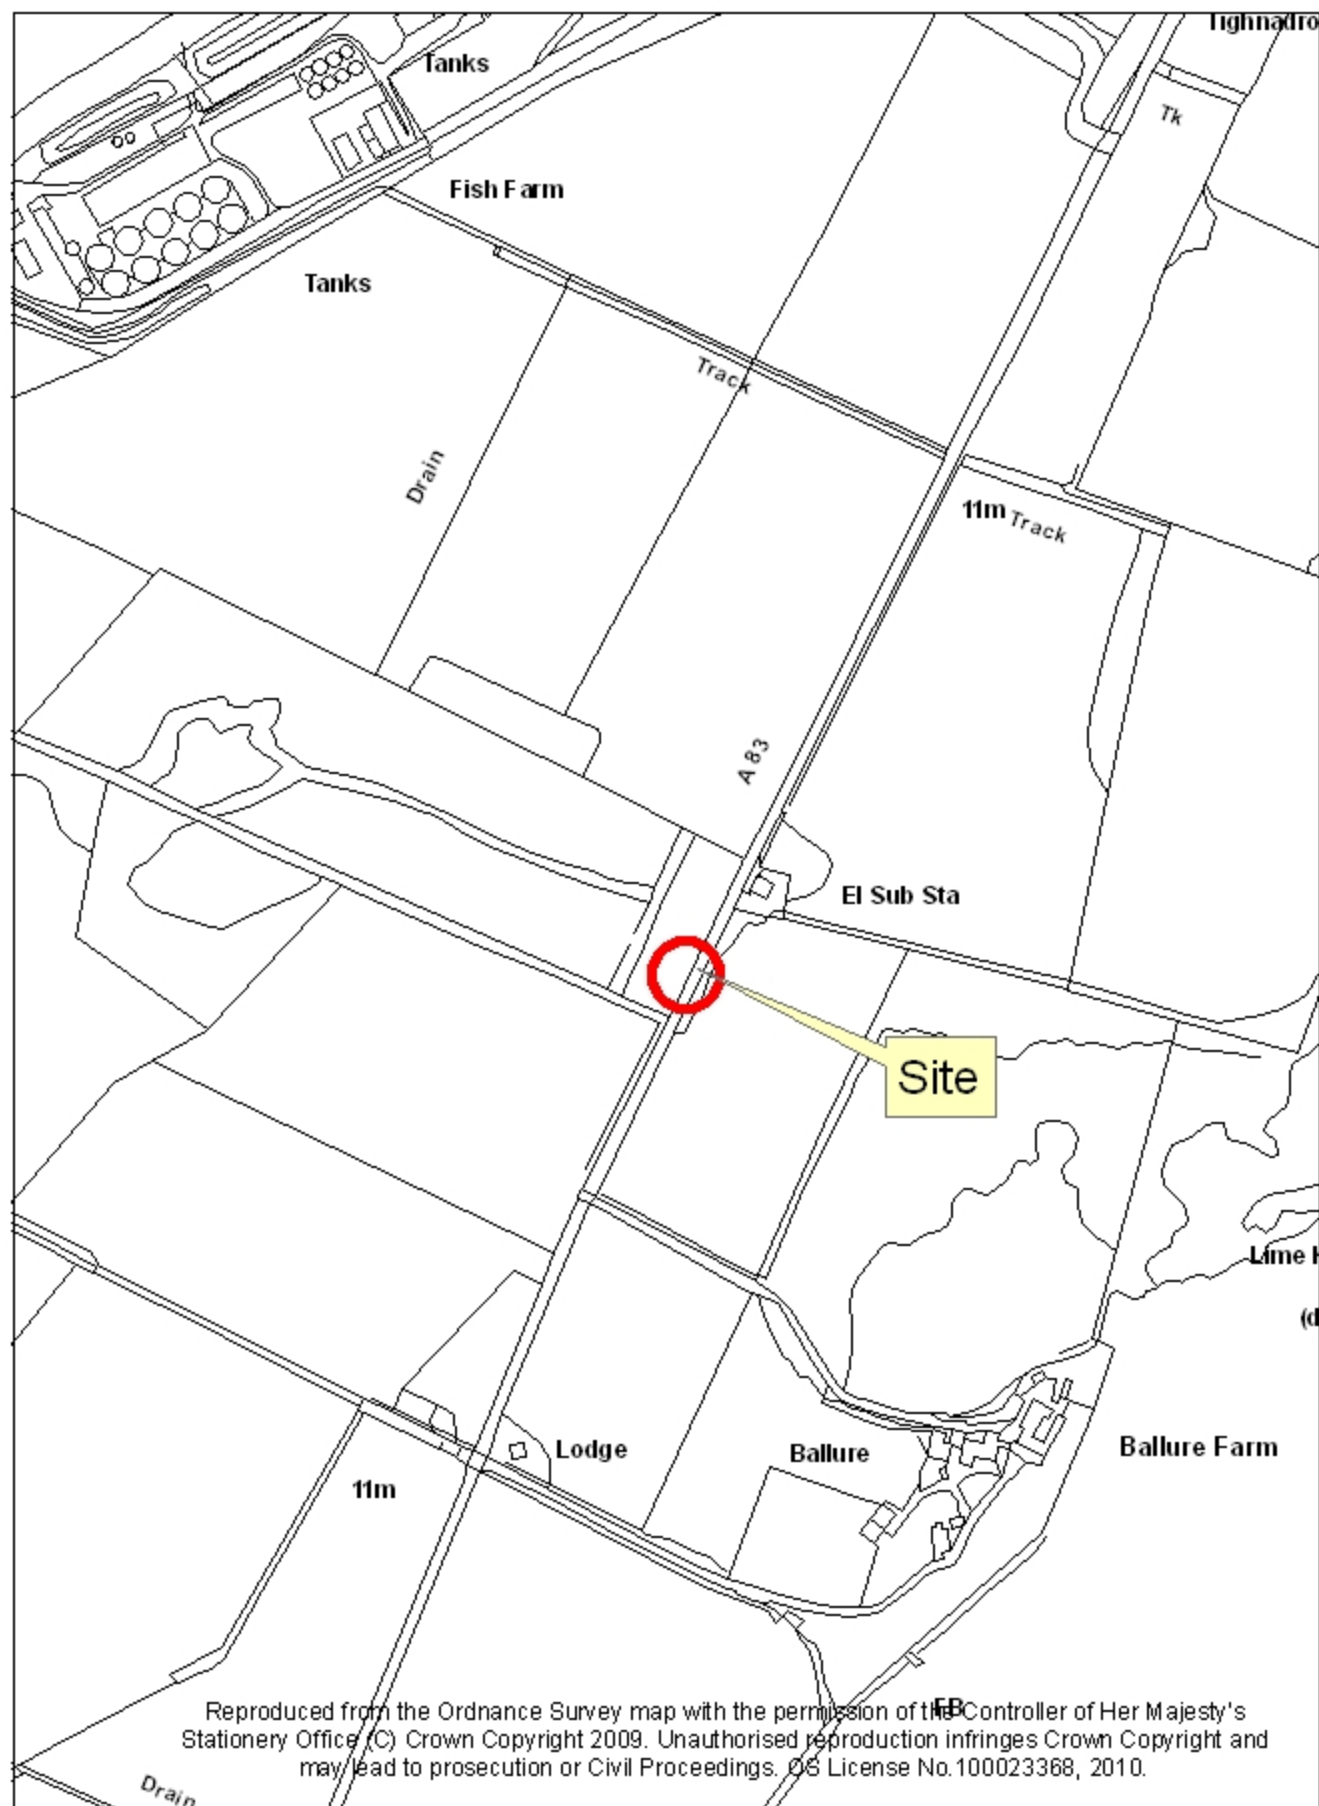 Tanks
Tk
Fish Farm
Tanks
Track
Drain
11m
Track
A 83
El Sub Sta
Site
Lime
(d
Lodge
Ballure
Ballure Farm
11m
FB
Reproduced from the Ordnance Survey map with the permission of the Controller of Her Majesty's
Stationery Office (C) Crown Copyright 2009. Unauthorised reproduction infringes Crown Copyright and
may lead to prosecution or Civil Proceedings. OS License No.100023368, 2010.
Drain